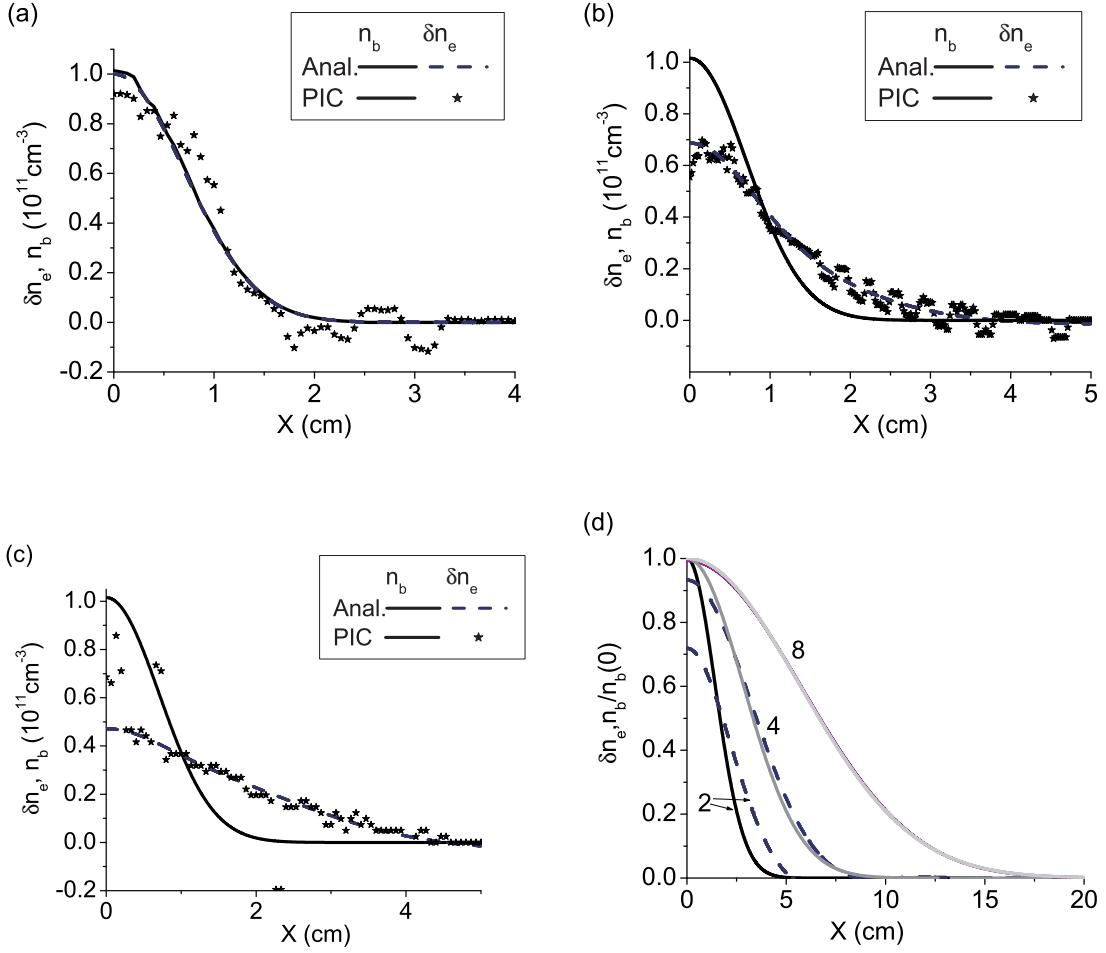 (a)
n_b δn_e
Anal.
PIC
1.0
0.8
0.6
0.4
0.2
0.0
-0.2
δn_e, n_b (10^11 cm^-3)
0 1 2 3 4
X (cm)
(b)
n_b δn_e
Anal.
PIC
1.0
0.8
0.6
0.4
0.2
0.0
δn_e, n_b (10^11 cm^-3)
0 1 2 3 4 5
X (cm)
(c)
n_b δn_e
Anal.
PIC
1.0
0.8
0.6
0.4
0.2
0.0
-0.2
δn_e, n_b (10^11 cm^-3)
0 2 4
X (cm)
(d)
1.0
0.8
0.6
0.4
0.2
0.0
δn_e,n_b/n_b(0)
8
4
2
0 5 10 15 20
X (cm)